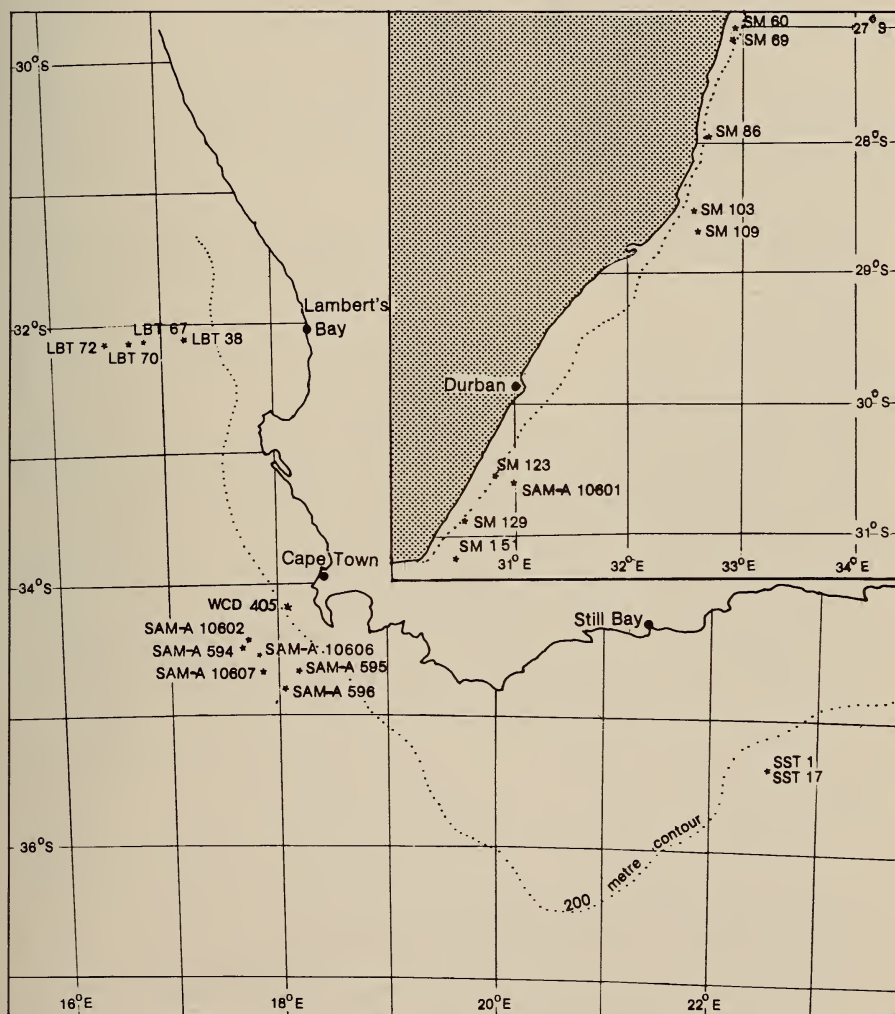 SM 60
27°S
SM 69
30°S
SM 86
28°S
SM 103
SM 109
29°S
Lambert's
Bay
32°S
LBT 67
LBT 72
LBT 70
LBT 38
Durban
30°S
SM 123
SAM-A 10601
SM 129
31°S
SM 151
31°E
32°E
33°E
34°E
Cape Town
34°S
WCD 405
Still Bay
SAM-A 10602
SAM-A 594
SAM-A 10606
SAM-A 595
SAM-A 10607
SAM-A 596
SST 1
SST 17
36°S
200 metre contour
16°E
18°E
20°E
22°E